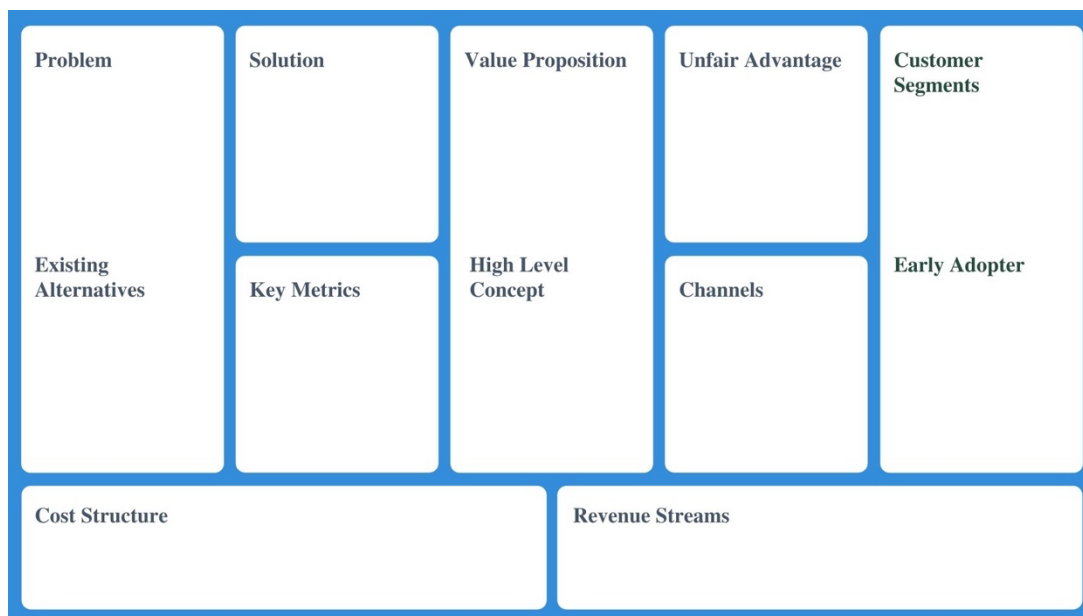 Problem
Existing
Alternatives
Solution
Key Metrics
Value Proposition
High Level
Concept
Unfair Advantage
Channels
Customer
Segments
Early Adopter
Cost Structure
Revenue Streams